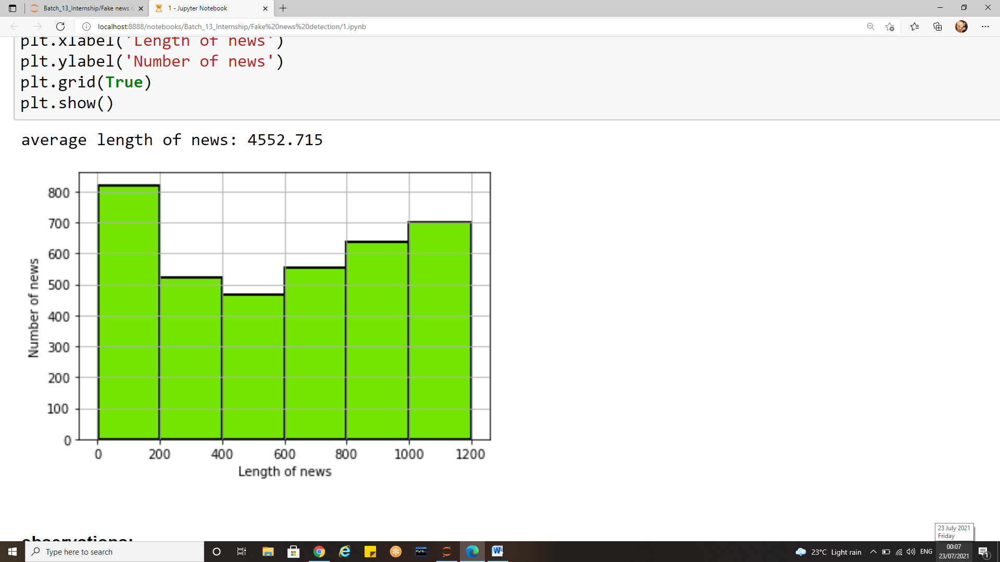 Batch_13_Internship/Fake news d
1 - Jupyter Notebook
localhost:8888/notebooks/Batch_13_Internship/Fake%20news%20detection/1.ipynb
plt.xlabel('Length of news')
plt.ylabel('Number of news')
plt.grid(True)
plt.show()
average length of news: 4552.715
800
700
600
500
400
300
200
100
0
Number of news
0 200 400 600 800 1000 1200
Length of news
observations:
23 July 2021
Friday
Type here to search
MySQL
23°C Light rain
ENG
00:07
23/07/2021
1